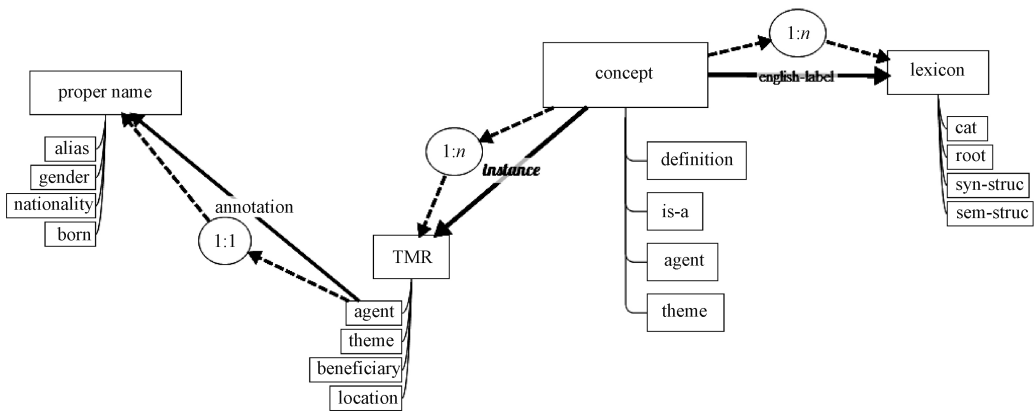 proper name
alias
gender
nationality
born
annotation
1:1
1:n
instance
TMR
agent
theme
beneficiary
location
concept
definition
is-a
agent
theme
1:n
english-label
lexicon
cat
root
syn-struc
sem-struc